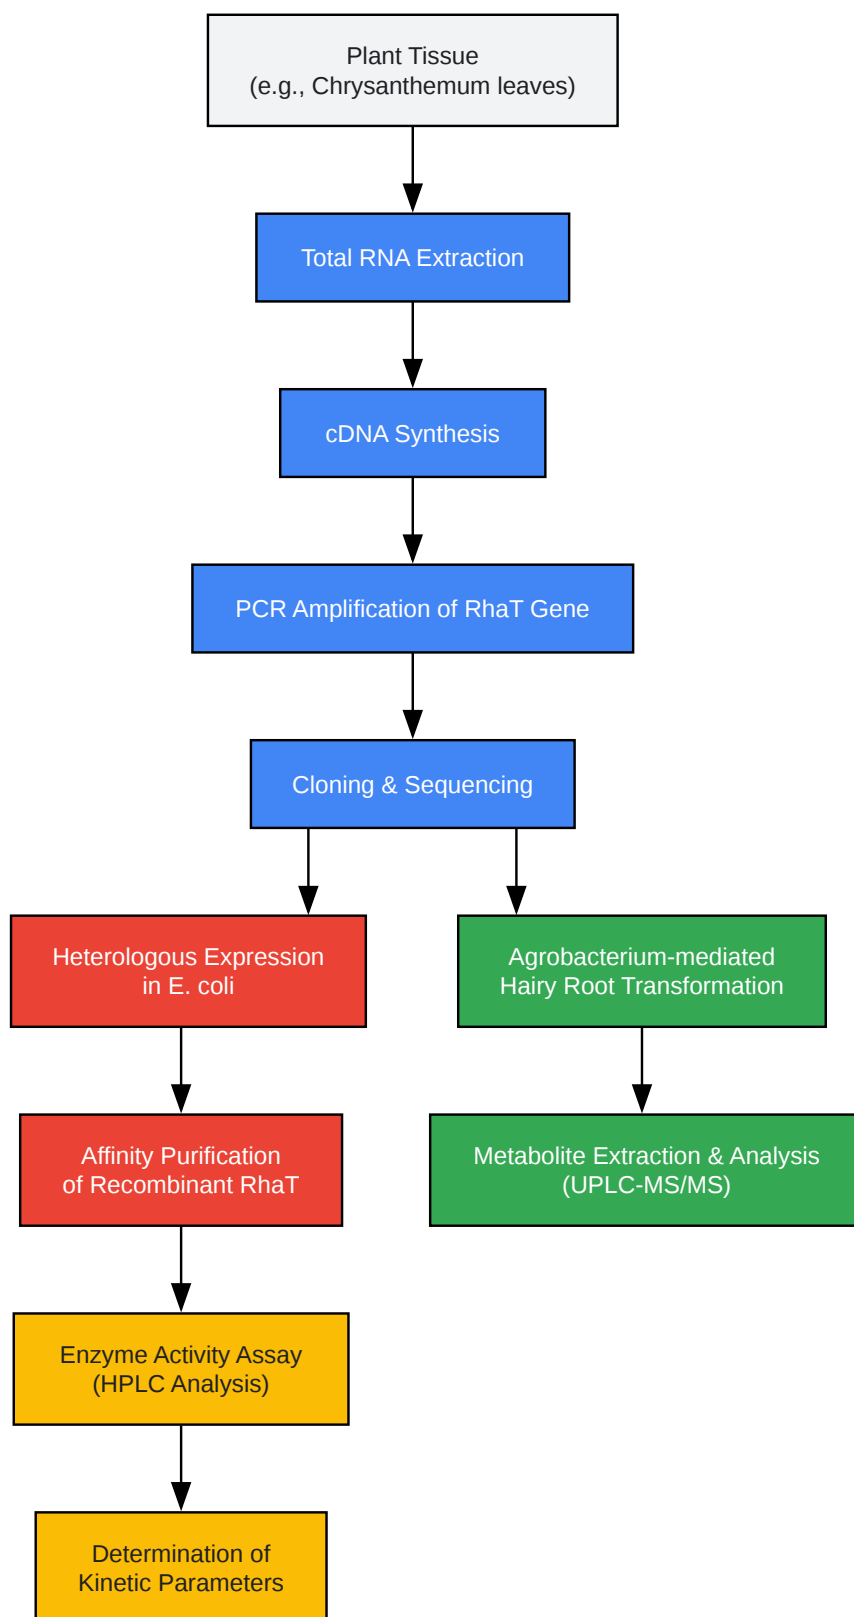 Plant Tissue
(e.g., Chrysanthemum leaves)
Total RNA Extraction
cDNA Synthesis
PCR Amplification of RhaT Gene
Cloning & Sequencing
Heterologous Expression
in E. coli
Agrobacterium-mediated
Hairy Root Transformation
Affinity Purification
of Recombinant RhaT
Metabolite Extraction & Analysis
(UPLC-MS/MS)
Enzyme Activity Assay
(HPLC Analysis)
Determination of
Kinetic Parameters